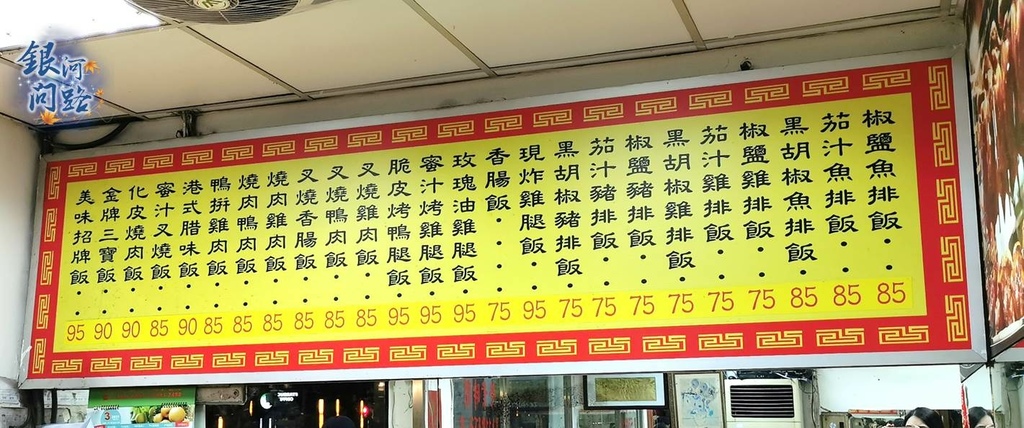 銀河
問路
椒鹽魚排飯・85
茄汁魚排飯・85
黑胡椒魚排飯・85
椒鹽雞排飯・75
茄汁雞排飯・75
黑胡椒雞排飯・75
椒鹽豬排飯・75
茄汁豬排飯・75
黑胡椒豬排飯・75
現炸雞腿飯・95
香腸飯・・・75
玫瑰油雞腿飯・95
蜜汁烤雞腿飯・95
脆皮烤鴨腿飯・95
叉燒雞肉飯・・85
叉燒鴨肉飯・・85
叉燒香腸飯・・85
燒肉雞肉飯・・85
燒肉鴨肉飯・・85
鴨拼雞肉飯・・85
港式腊味飯・・90
蜜汁叉燒飯・・85
化皮燒肉飯・・90
金牌三寶飯・・90
美味招牌飯・・95